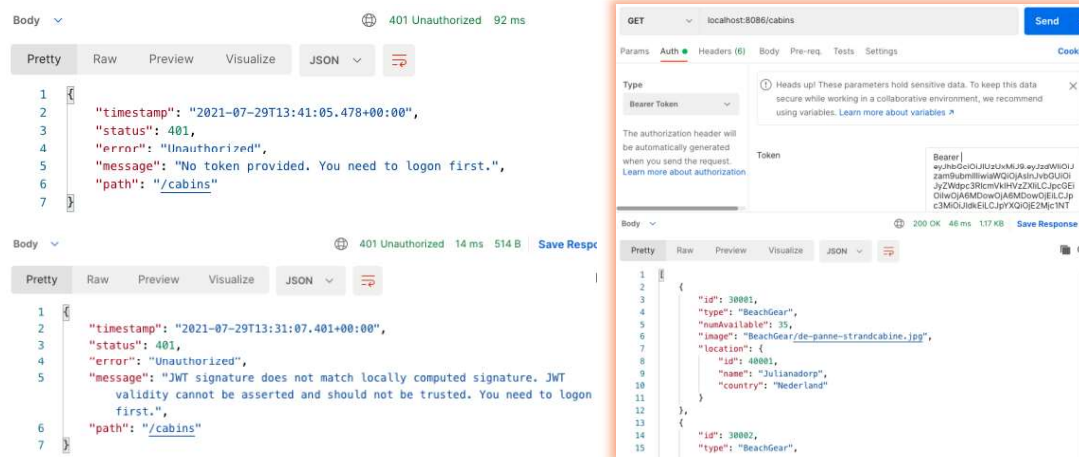 Body
401 Unauthorized 92 ms
Pretty Raw Preview Visualize JSON
1 {
2 "timestamp": "2021-07-29T13:41:05.478+00:00",
3 "status": 401,
4 "error": "Unauthorized",
5 "message": "No token provided. You need to logon first.",
6 "path": "/cabins"
7 }
Body
401 Unauthorized 14 ms 514 B Save Respo
Pretty Raw Preview Visualize JSON
1 {
2 "timestamp": "2021-07-29T13:31:07.401+00:00",
3 "status": 401,
4 "error": "Unauthorized",
5 "message": "JWT signature does not match locally computed signature. JWT
validity cannot be asserted and should not be trusted. You need to logon
first.",
6 "path": "/cabins"
7 }
GET localhost:8086/cabins Send
Params Auth Headers (6) Body Pre-req. Tests Settings Cook
Type
Bearer Token
The authorization header will
be automatically generated
when you send the request.
Learn more about authorization
Heads up! These parameters hold sensitive data. To keep this data
secure while working in a collaborative environment, we recommend
using variables. Learn more about variables
Token
Bearer
Body
200 OK 46 ms 1.17 KB Save Response
Pretty Raw Preview Visualize JSON
1 [
2 {
3 "id": 30001,
4 "type": "BeachGear",
5 "numAvailable": 35,
6 "image": "BeachGear/de-panne-strandcabine.jpg",
7 "location": {
8 "id": 40001,
9 "name": "Julianadorp",
10 "country": "Nederland"
11 }
12 },
13 {
14 "id": 30002,
15 "type": "BeachGear",